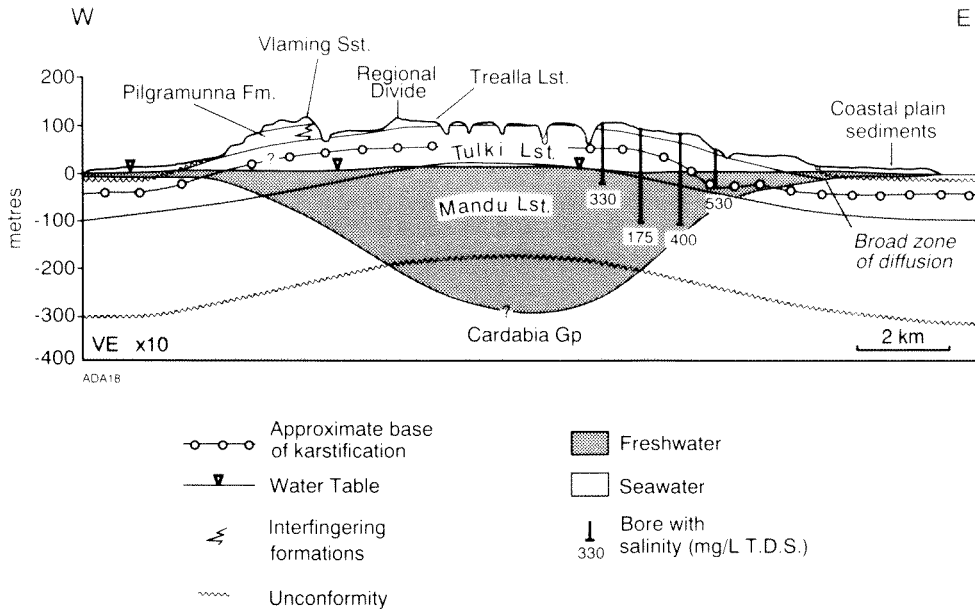 W
E
Vlaming Sst.
Regional
Divide
Trealla Lst.
Pilgramunna Fm.
Coastal plain
sediments
200
100
0
-100
-200
-300
-400
metres
?
Tulki Lst.
Mandu Lst.
330
530
175
400
Broad zone
of diffusion
?
Cardabia Gp
2 km
VE x10
ADA18
Approximate base
of karstification
Freshwater
Water Table
Seawater
Interfingering
formations
Bore with
salinity (mg/L T.D.S.)
330
Unconformity